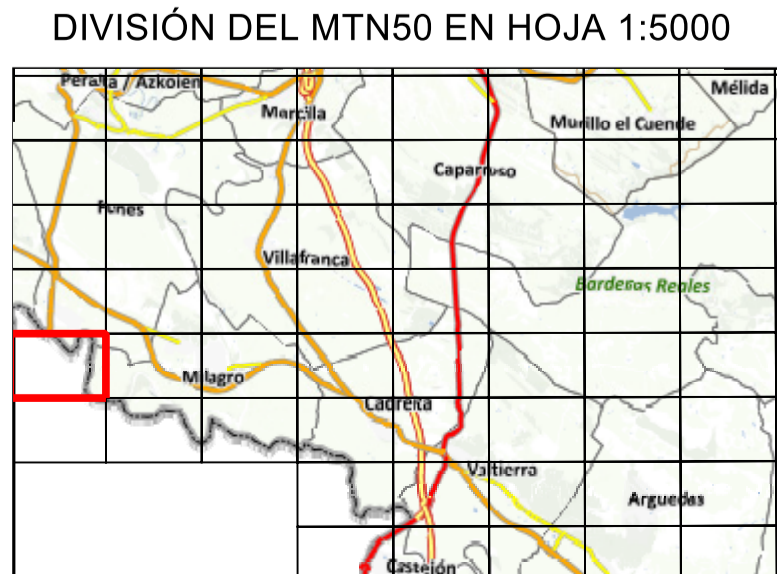 DIVISIÓN DEL MTN50 EN HOJA 1:5000
Peralta / Azkoien
Mélida
Marcilla
Murillo el Cuende
Caparroso
Funes
Villafranca
Bardenas Reales
Milagro
Cadreita
Valtierra
Arguedas
Castejón